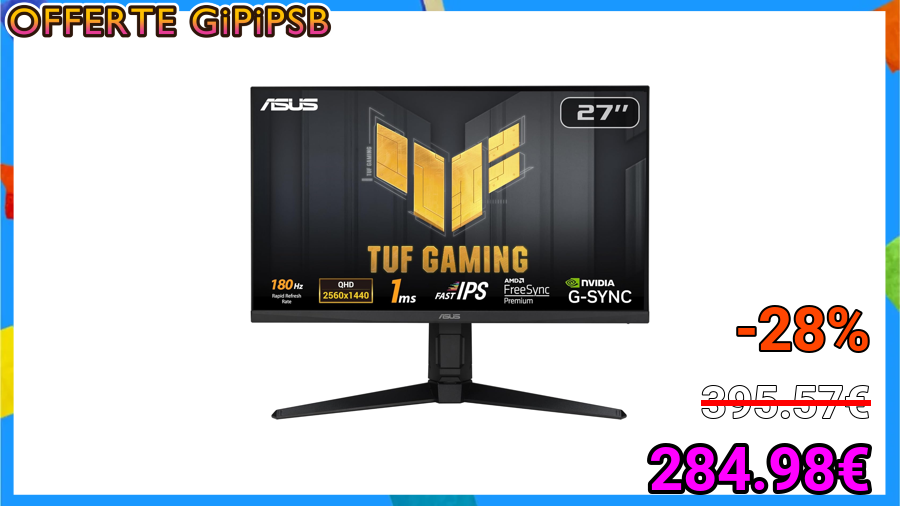 OFFERTE GiPiPSB
ASUS
27"
TUF GAMING
TUF GAMING
180Hz
Rapid Refresh
Rate
QHD
2560x1440
1ms
FAST IPS
AMD
FreeSync
Premium
NVIDIA
G-SYNC
ASUS
-28%
395.57€
284.98€